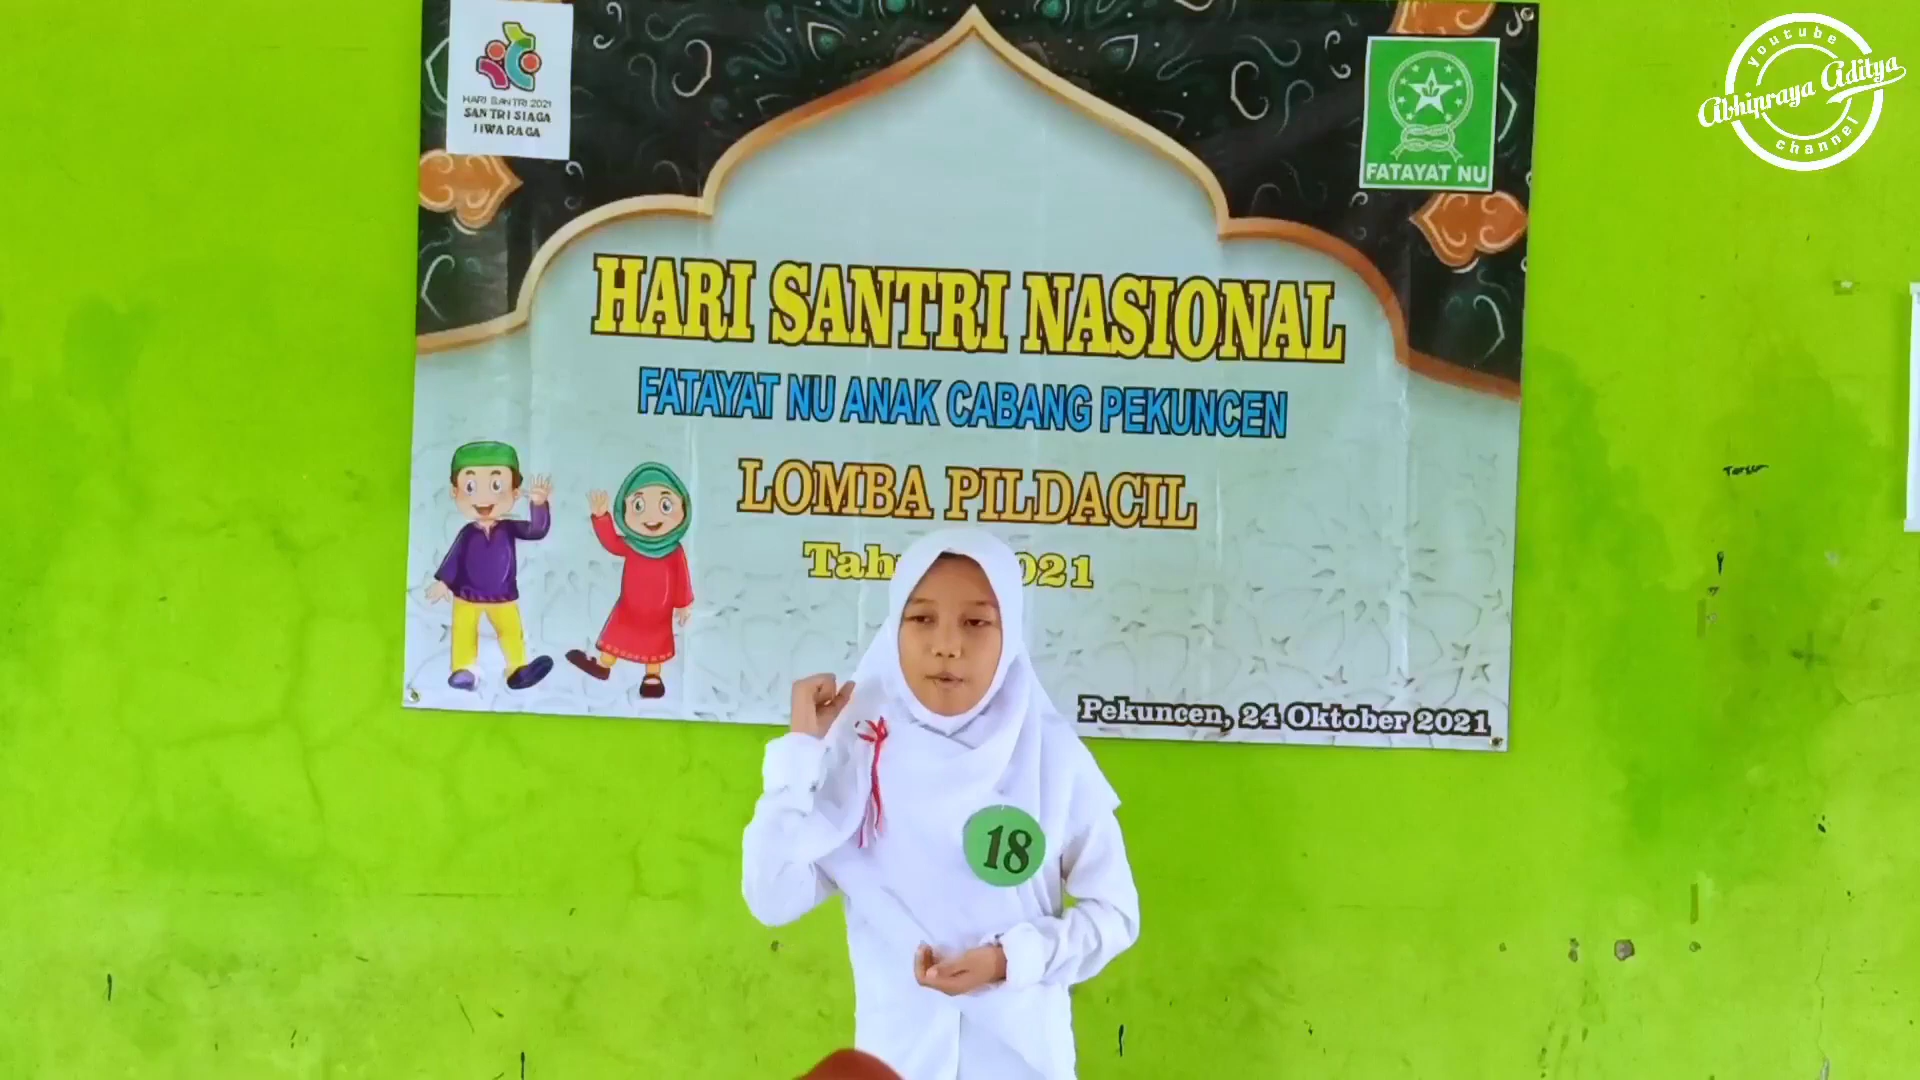 HARI SANTRI 2021
SANTRI SIAGA
JIWA RAGA
FATAYAT NU
youtube
Abhipraya Aditya
channel
HARI SANTRI NASIONAL
FATAYAT NU ANAK CABANG PEKUNCEN
LOMBA PILDACIL
Tah 021
Pekuncen, 24 Oktober 2021
18